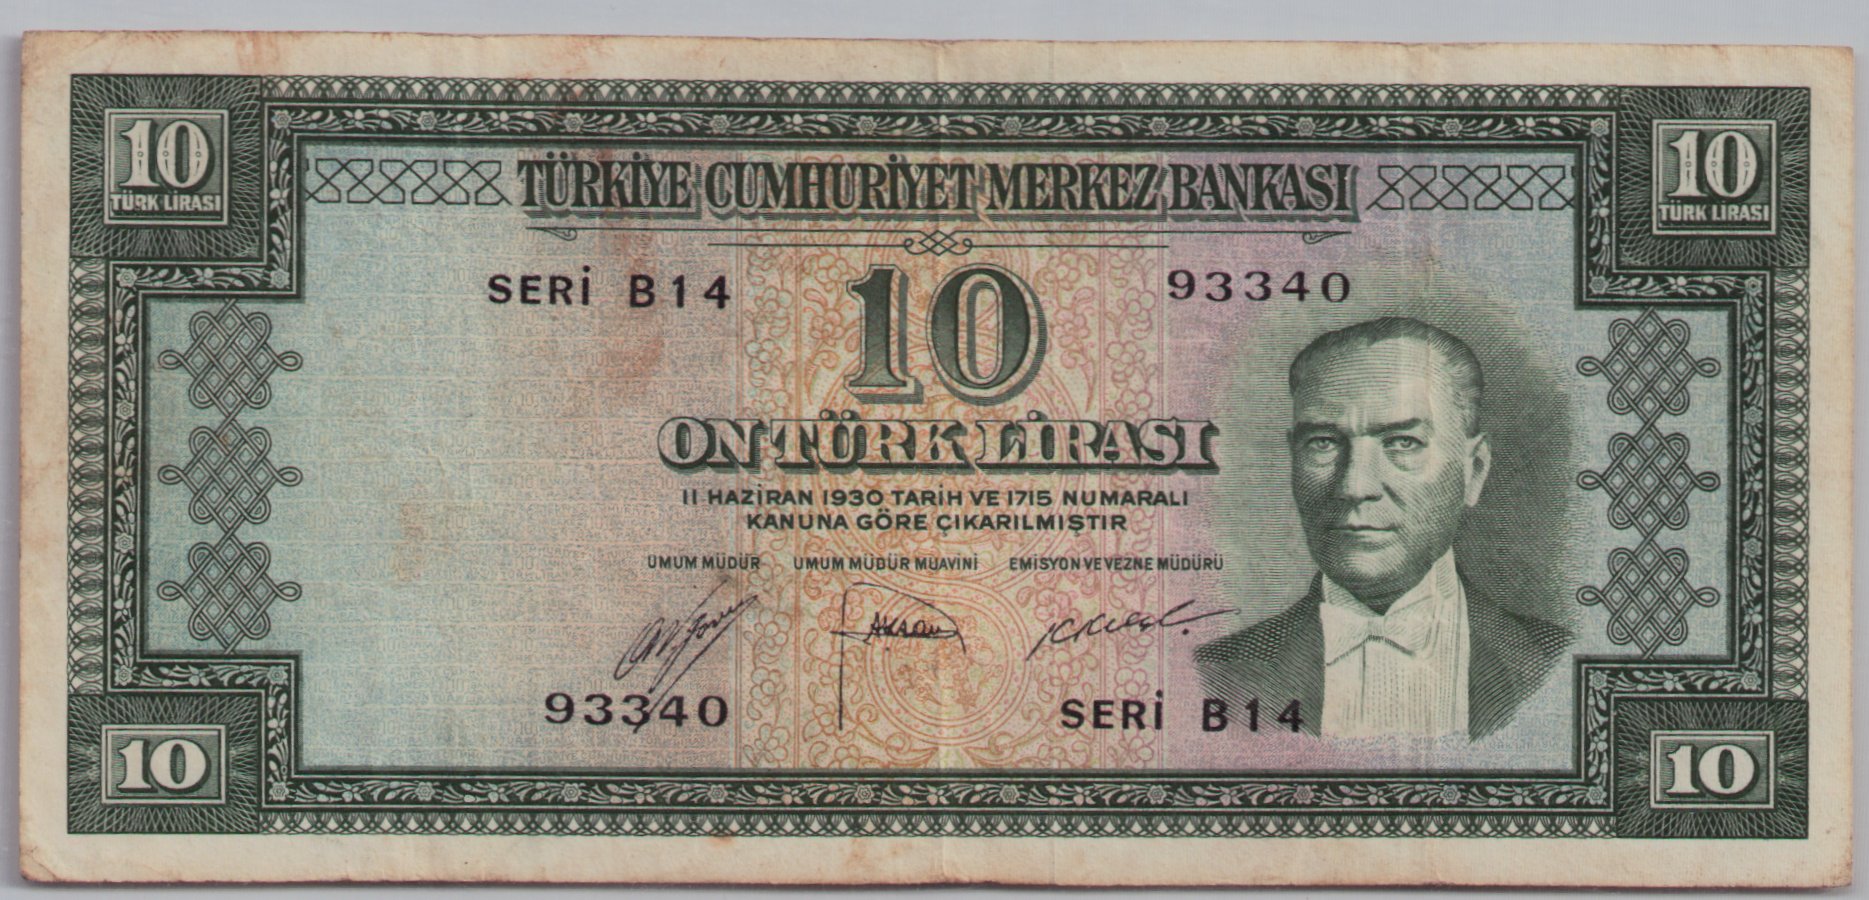 10
TÜRK LİRASI
TÜRKİYE CUMHURİYET MERKEZ BANKASI
10
TÜRK LİRASI
SERİ B14
10
93340
ON TÜRK LİRASI
11 HAZİRAN 1930 TARİH VE 1715 NUMARALI
KANUNA GÖRE ÇIKARILMIŞTIR
UMUM MÜDÜR UMUM MÜDÜR MUAVİNİ EMİSYON VE VEZNE MÜDÜRÜ
93340
SERİ B14
10
10